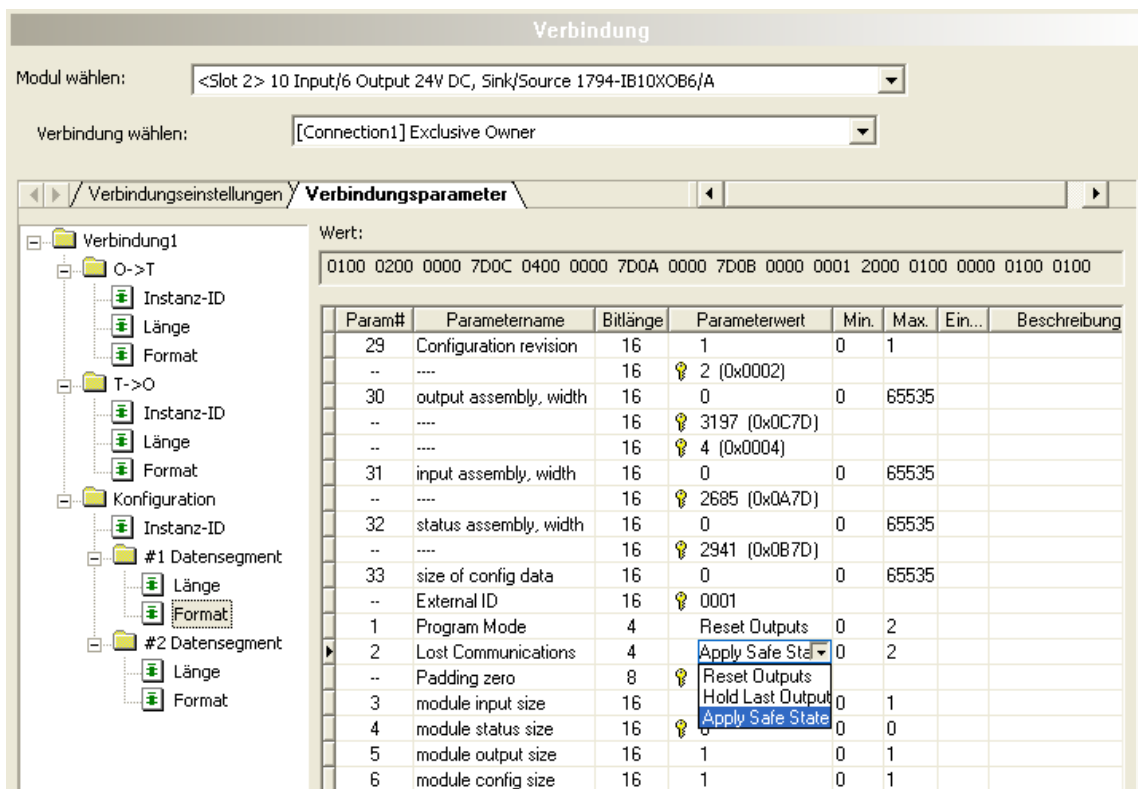 Verbindung
Modul wählen: <Slot 2> 10 Input/6 Output 24V DC, Sink/Source 1794-IB10XOB6/A
Verbindung wählen: [Connection1] Exclusive Owner
Verbindungseinstellungen Verbindungsparameter
Verbindung1
O->T
Instanz-ID
Länge
Format
T->O
Instanz-ID
Länge
Format
Konfiguration
Instanz-ID
#1 Datensegment
Länge
Format
#2 Datensegment
Länge
Format
Wert:
0100 0200 0000 7D0C 0400 0000 7D0A 0000 7D0B 0000 0001 2000 0100 0000 0100 0100
Param# Parametername Bitlänge Parameterwert Min. Max. Ein... Beschreibung
29 Configuration revision 16 1 0 1
-- ---- 16 2 (0x0002)
30 output assembly, width 16 0 0 65535
-- ---- 16 3197 (0x0C7D)
-- ---- 16 4 (0x0004)
31 input assembly, width 16 0 0 65535
-- ---- 16 2685 (0x0A7D)
32 status assembly, width 16 0 0 65535
-- ---- 16 2941 (0x0B7D)
33 size of config data 16 0 0 65535
-- External ID 16 0001
1 Program Mode 4 Reset Outputs 0 2
2 Lost Communications 4 Apply Safe Sta 0 2
-- Padding zero 8 Reset Outputs
3 module input size 16 Hold Last Output 0 1
4 module status size 16 Apply Safe State 0 0
5 module output size 16 1 0 1
6 module config size 16 1 0 1